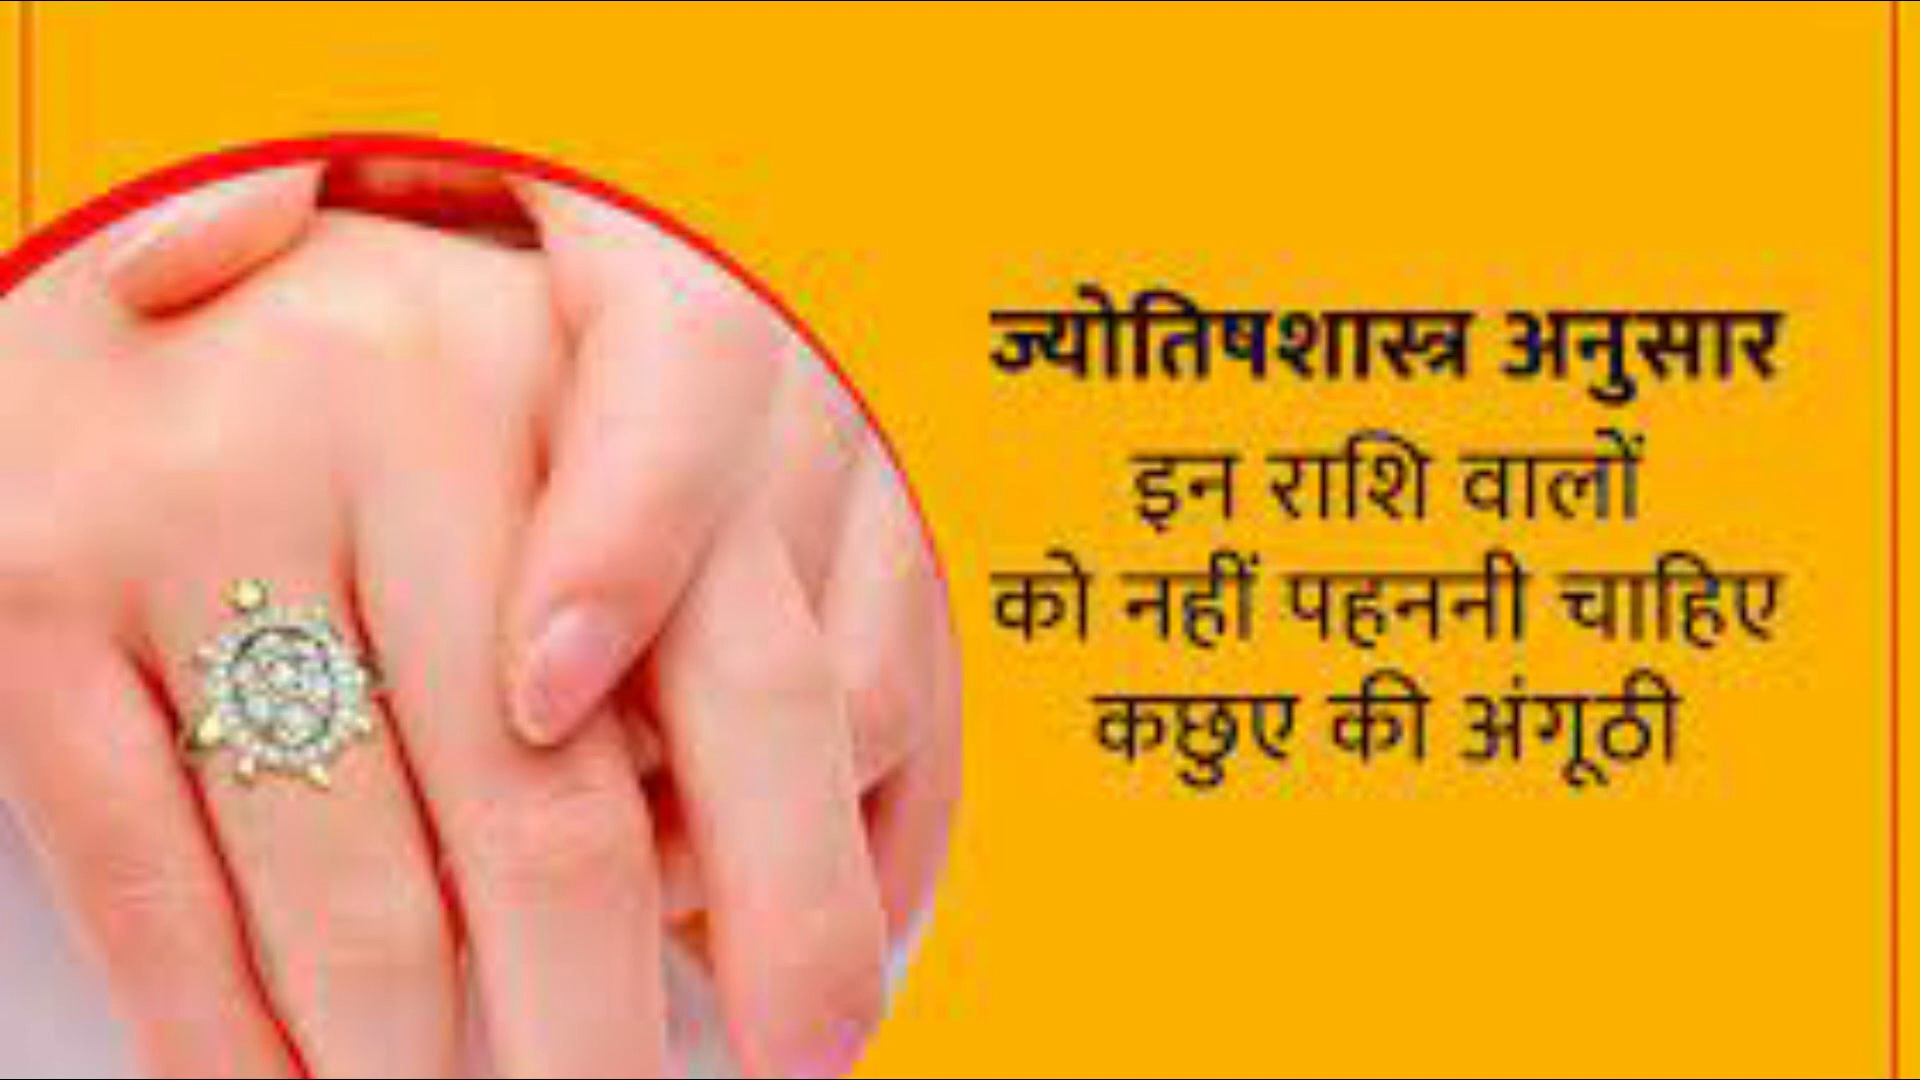 ज्योतिषशास्त्र अनुसार
इन राशि वालों
को नहीं पहननी चाहिए
कछुए की अंगूठी